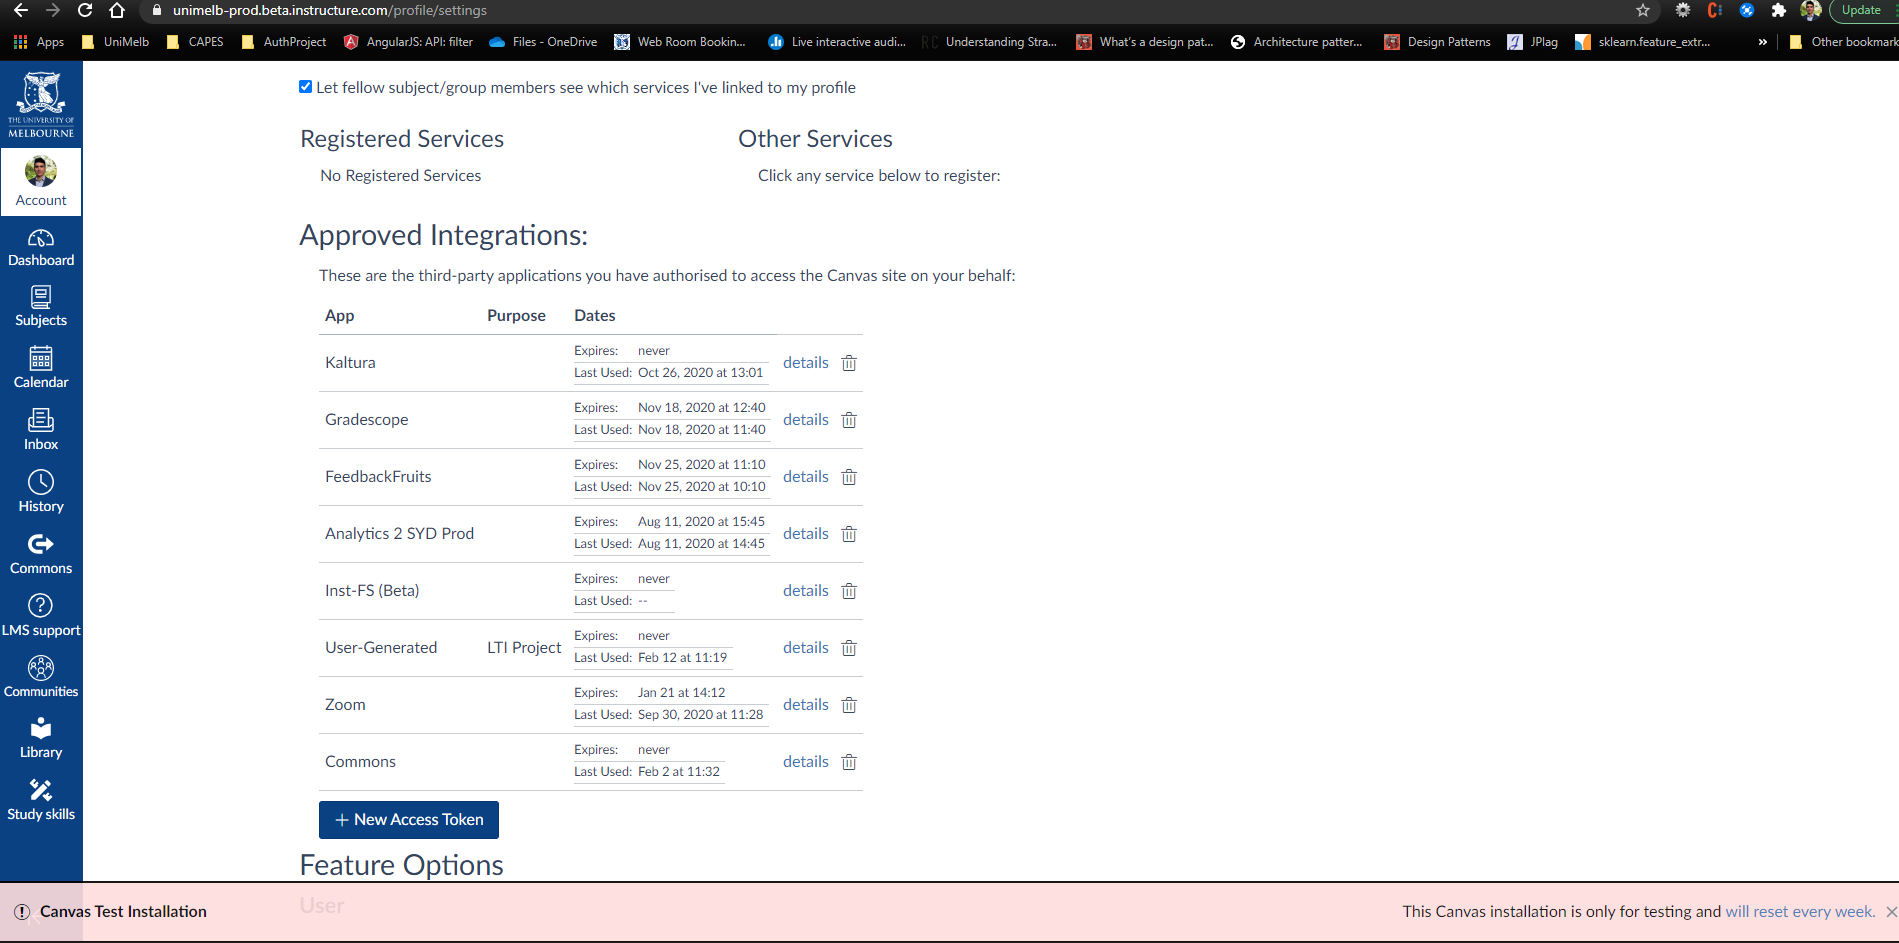 unimelb-prod.beta.instructure.com/profile/settings
Update
Apps
UniMelb
CAPES
AuthProject
AngularJS: API: filter
Files - OneDrive
Web Room Bookin...
Live interactive audi...
RC
Understanding Stra...
What's a design pat...
Architecture patter...
Design Patterns
JPlag
sklearn.feature_extr...
»
Other bookmark
THE UNIVERSITY OF
MELBOURNE
Account
Dashboard
Subjects
Calendar
Inbox
History
Commons
LMS support
Communities
Library
Study skills
Let fellow subject/group members see which services I've linked to my profile
Registered Services
No Registered Services
Other Services
Click any service below to register:
Approved Integrations:
These are the third-party applications you have authorised to access the Canvas site on your behalf:
App Purpose Dates
Kaltura
Expires: never
Last Used: Oct 26, 2020 at 13:01
details
Gradescope
Expires: Nov 18, 2020 at 12:40
Last Used: Nov 18, 2020 at 11:40
details
FeedbackFruits
Expires: Nov 25, 2020 at 11:10
Last Used: Nov 25, 2020 at 10:10
details
Analytics 2 SYD Prod
Expires: Aug 11, 2020 at 15:45
Last Used: Aug 11, 2020 at 14:45
details
Inst-FS (Beta)
Expires: never
Last Used: --
details
User-Generated
LTI Project
Expires: never
Last Used: Feb 12 at 11:19
details
Zoom
Expires: Jan 21 at 14:12
Last Used: Sep 30, 2020 at 11:28
details
Commons
Expires: never
Last Used: Feb 2 at 11:32
details
+ New Access Token
Feature Options
User
Canvas Test Installation
This Canvas installation is only for testing and will reset every week.